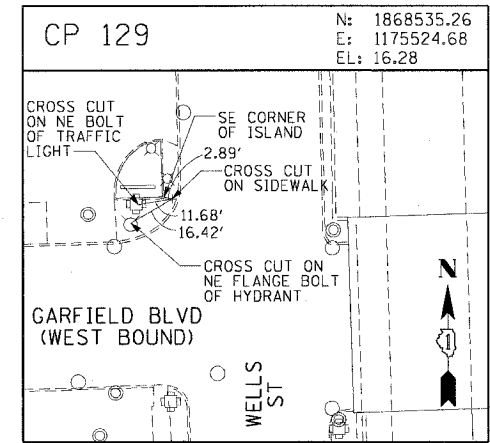 CP 129
N: 1868535.26
E: 1175524.68
EL: 16.28
CROSS CUT
ON NE BOLT
OF TRAFFIC
LIGHT
SE CORNER
OF ISLAND
2.89'
CROSS CUT
ON SIDEWALK
11.68'
16.42'
CROSS CUT ON
NE FLANGE BOLT
OF HYDRANT
GARFIELD BLVD
(WEST BOUND)
WELLS
ST
N
1